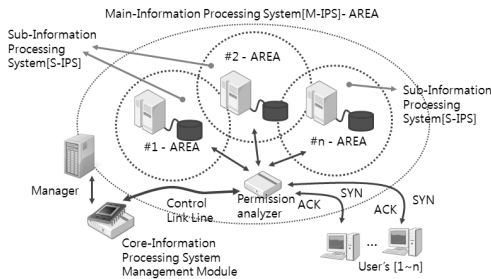 Main-Information Processing System[M-IPS]- AREA
Sub-Information
Processing
System[S-IPS]
#2 - AREA
Sub-Information
Processing
System[S-IPS]
#1 - AREA
#n - AREA
Manager
Control
Link Line
Permission
analyzer
SYN
ACK
SYN
ACK
Core-Information
Processing System
Management Module
...
User's [1~n]